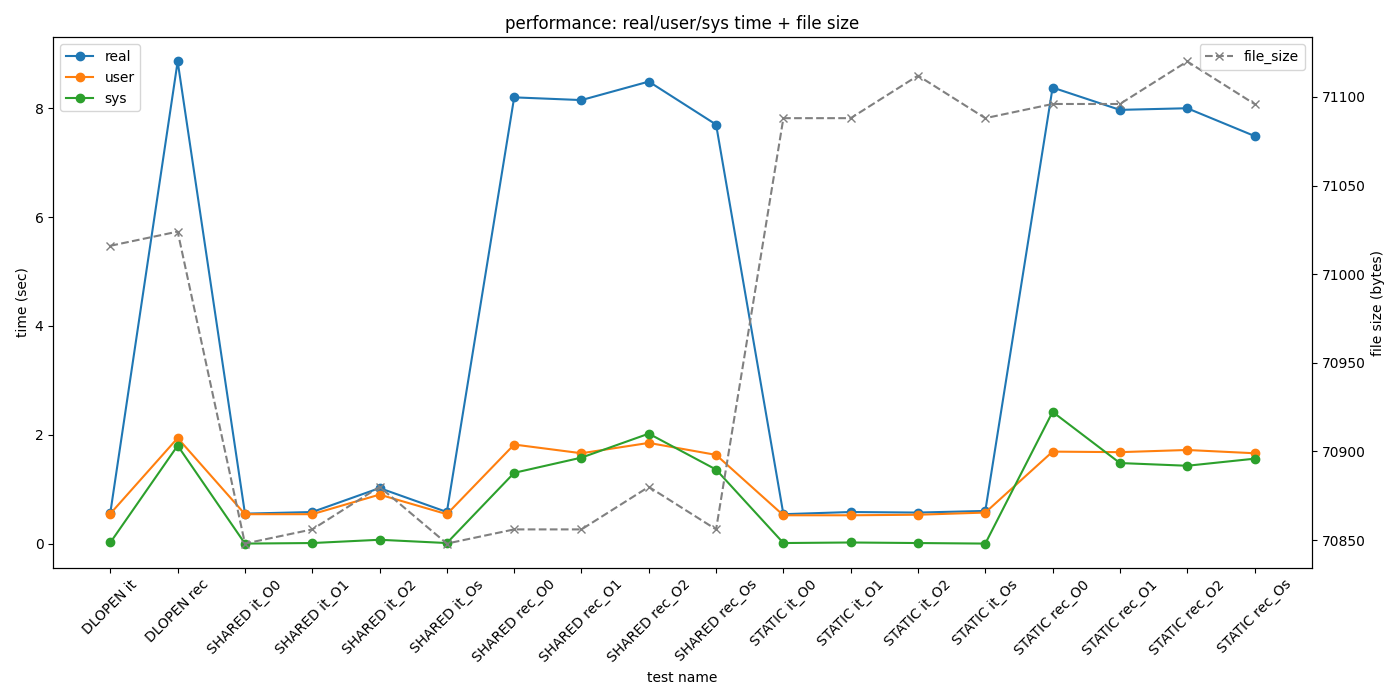 performance: real/user/sys time + file size
real
user
sys
file_size
time (sec)
8
6
4
2
0
71100
71050
71000
70950
70900
70850
file size (bytes)
DLOPEN it
DLOPEN rec
SHARED it_O0
SHARED it_O1
SHARED it_O2
SHARED it_Os
SHARED rec_O0
SHARED rec_O1
SHARED rec_O2
SHARED rec_Os
STATIC it_O0
STATIC it_O1
STATIC it_O2
STATIC it_Os
STATIC rec_O0
STATIC rec_O1
STATIC rec_O2
STATIC rec_Os
test name